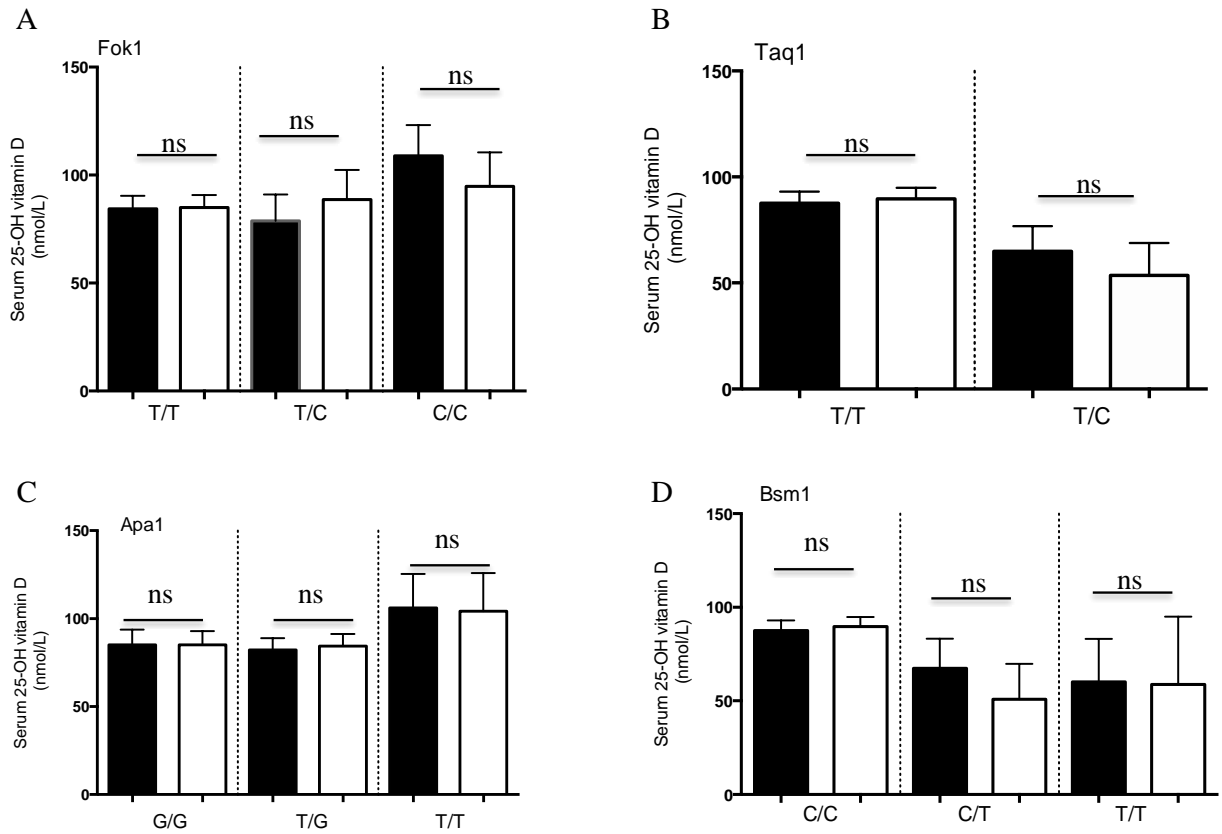 A
Fok1
Serum 25-OH vitamin D
(nmol/L)
150
100
50
0
ns
ns
ns
T/T
T/C
C/C
B
Taq1
Serum 25-OH vitamin D
(nmol/L)
150
100
50
0
ns
ns
T/T
T/C
C
Apa1
Serum 25-OH vitamin D
(nmol/L)
150
100
50
0
ns
ns
ns
G/G
T/G
T/T
D
Bsm1
Serum 25-OH vitamin D
(nmol/L)
150
100
50
0
ns
ns
ns
C/C
C/T
T/T